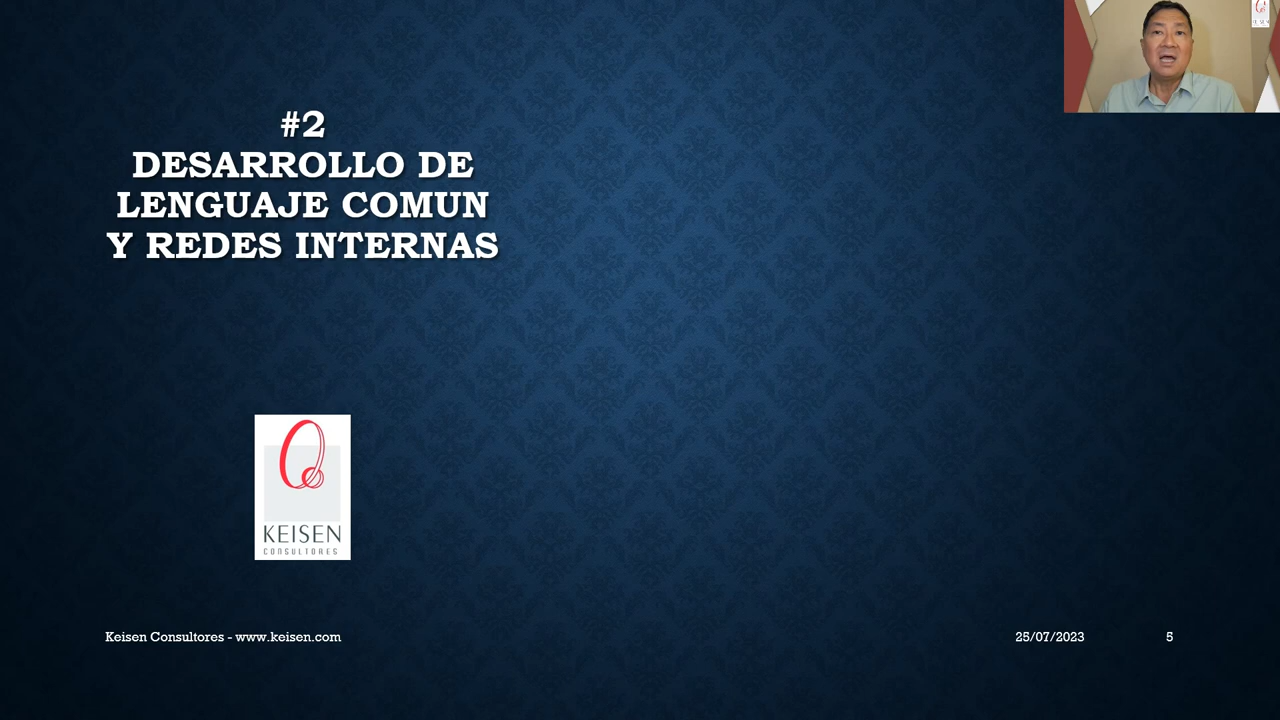 #2
DESARROLLO DE
LENGUAJE COMUN
Y REDES INTERNAS
KEISEN
CONSULTORES
Keisen Consultores - www.keisen.com
25/07/2023
5